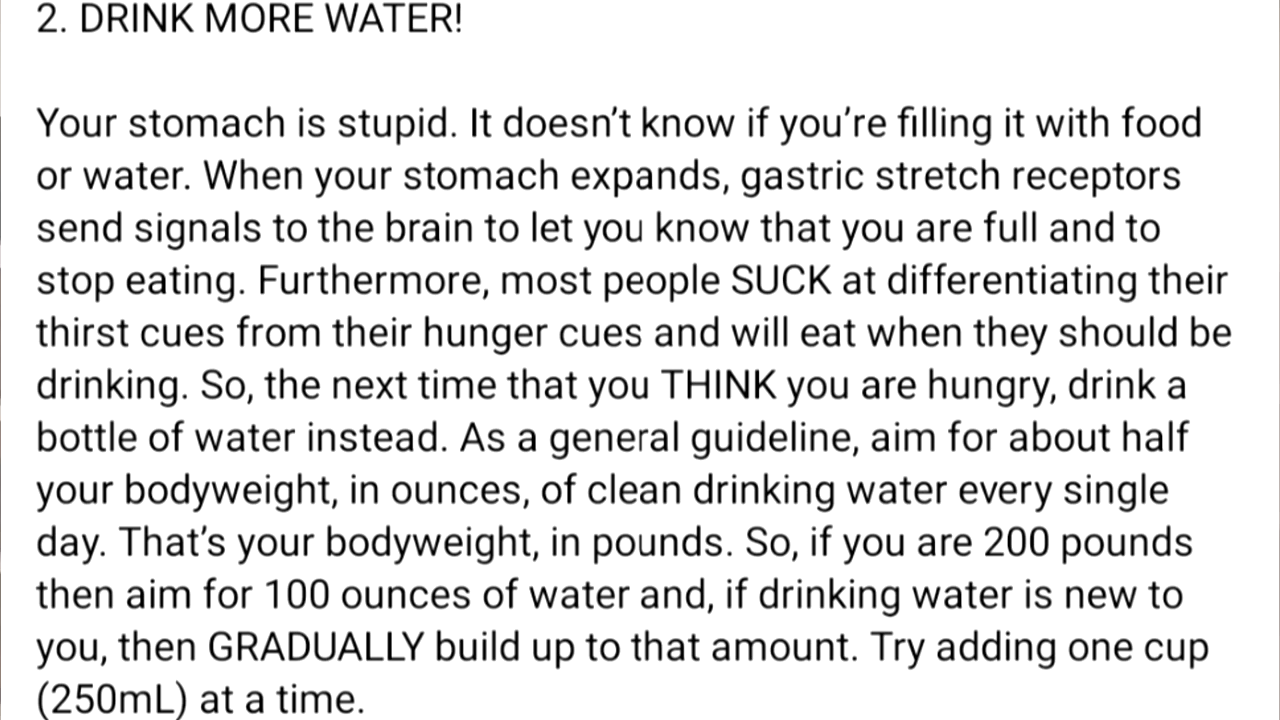 2. DRINK MORE WATER!
Your stomach is stupid. It doesn’t know if you’re filling it with food
or water. When your stomach expands, gastric stretch receptors
send signals to the brain to let you know that you are full and to
stop eating. Furthermore, most people SUCK at differentiating their
thirst cues from their hunger cues and will eat when they should be
drinking. So, the next time that you THINK you are hungry, drink a
bottle of water instead. As a general guideline, aim for about half
your bodyweight, in ounces, of clean drinking water every single
day. That’s your bodyweight, in pounds. So, if you are 200 pounds
then aim for 100 ounces of water and, if drinking water is new to
you, then GRADUALLY build up to that amount. Try adding one cup
(250mL) at a time.